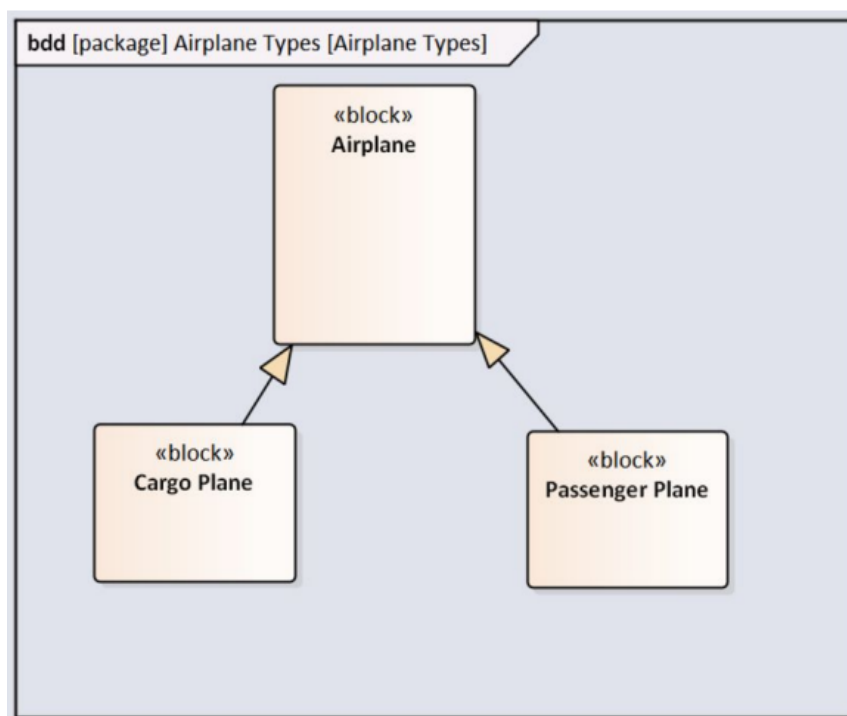 bdd [package] Airplane Types [Airplane Types]
«block»
Airplane
«block»
Cargo Plane
«block»
Passenger Plane